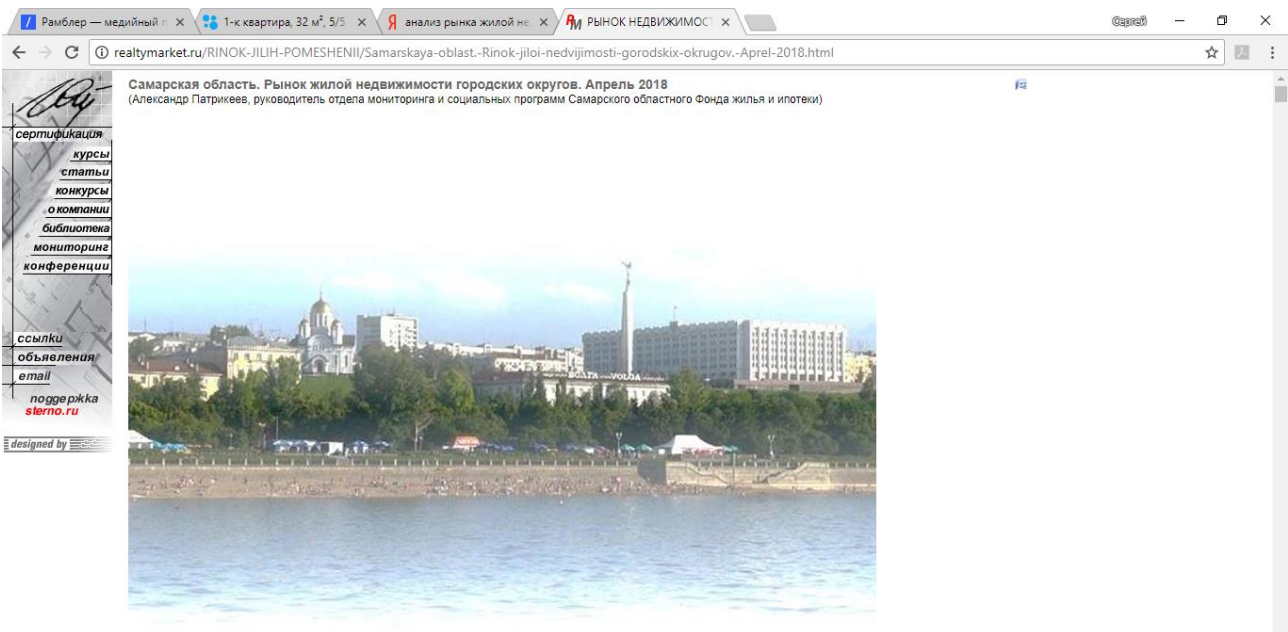 Рамблер — медийный п
1-к квартира, 32 м², 5/5
анализ рынка жилой не
РЫНОК НЕДВИЖИМОСТ
Сергей
realtymarket.ru/RINOK-JILIH-POMESHENII/Samarskaya-oblast.-Rinok-jiloi-nedvijimosti-gorodskix-okrugov.-Aprel-2018.html
Самарская область. Рынок жилой недвижимости городских округов. Апрель 2018
(Александр Патрикеев, руководитель отдела мониторинга и социальных программ Самарского областного Фонда жилья и ипотеки)
сертификация
курсы
статьи
конкурсы
о компании
библиотека
мониторинг
конференции
ссылки
объявления
email
поддержка
sterno.ru
designed by
ВОЛГА VOLGA